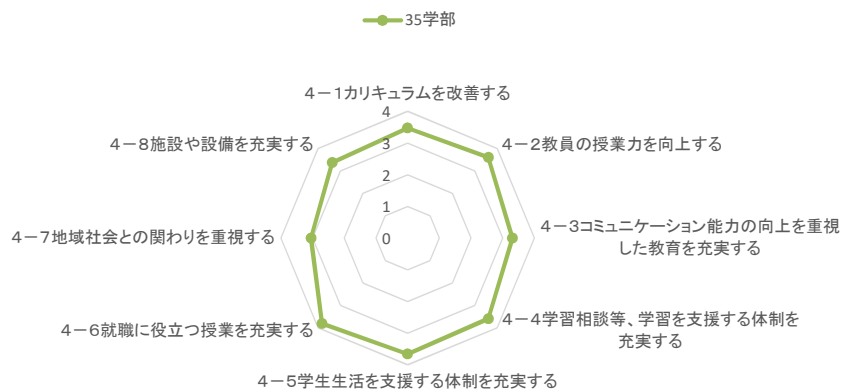 35学部
4－1カリキュラムを改善する
4－2教員の授業力を向上する
4－3コミュニケーション能力の向上を重視
した教育を充実する
4－4学習相談等、学習を支援する体制を
充実する
4－5学生生活を支援する体制を充実する
4－6就職に役立つ授業を充実する
4－7地域社会との関わりを重視する
4－8施設や設備を充実する
4
3
2
1
0